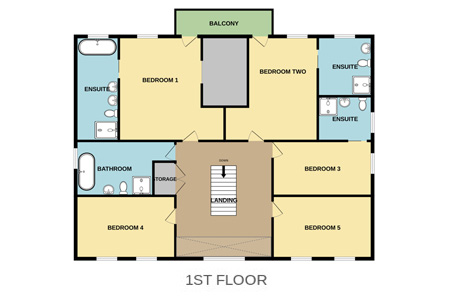 BALCONY
BEDROOM 1
BEDROOM TWO
ENSUITE
ENSUITE
ENSUITE
DOWN
BATHROOM
STORAGE
BEDROOM 3
LANDING
BEDROOM 4
BEDROOM 5
1ST FLOOR